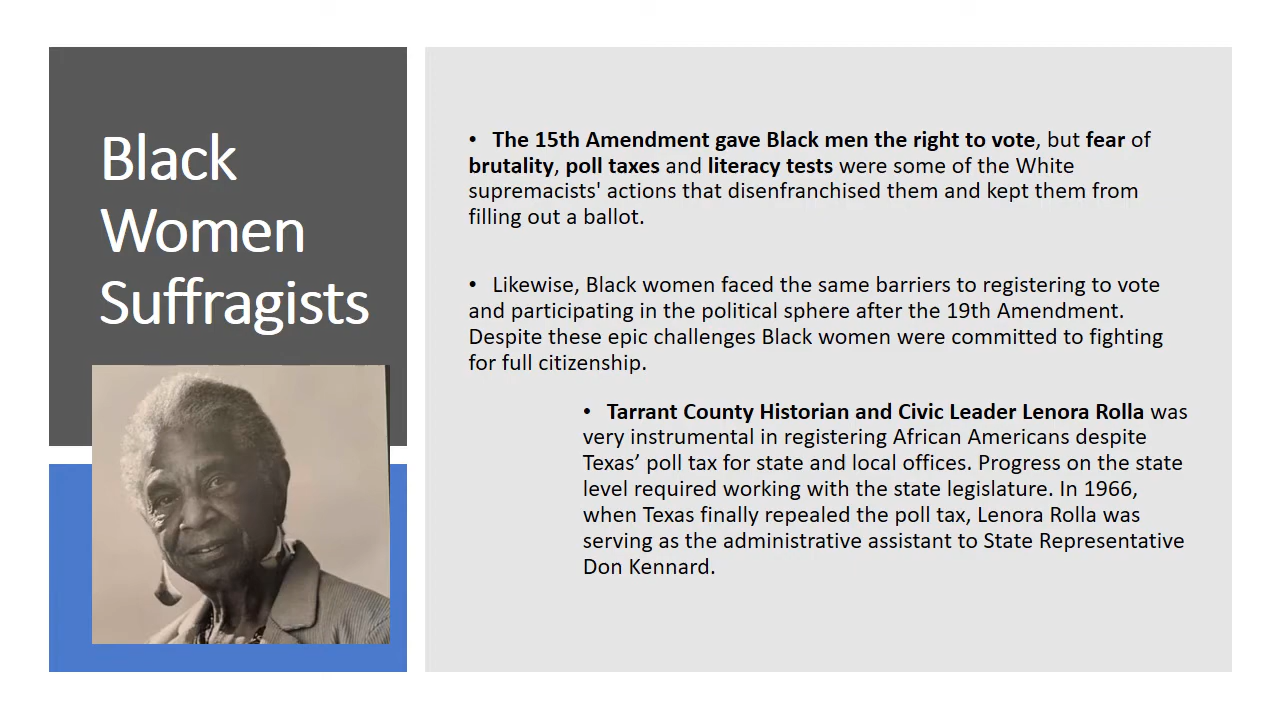 Black
Women
Suffragists
• The 15th Amendment gave Black men the right to vote, but fear of
brutality, poll taxes and literacy tests were some of the White
supremacists' actions that disenfranchised them and kept them from
filling out a ballot.
• Likewise, Black women faced the same barriers to registering to vote
and participating in the political sphere after the 19th Amendment.
Despite these epic challenges Black women were committed to fighting
for full citizenship.
• Tarrant County Historian and Civic Leader Lenora Rolla was
very instrumental in registering African Americans despite
Texas’ poll tax for state and local offices. Progress on the state
level required working with the state legislature. In 1966,
when Texas finally repealed the poll tax, Lenora Rolla was
serving as the administrative assistant to State Representative
Don Kennard.